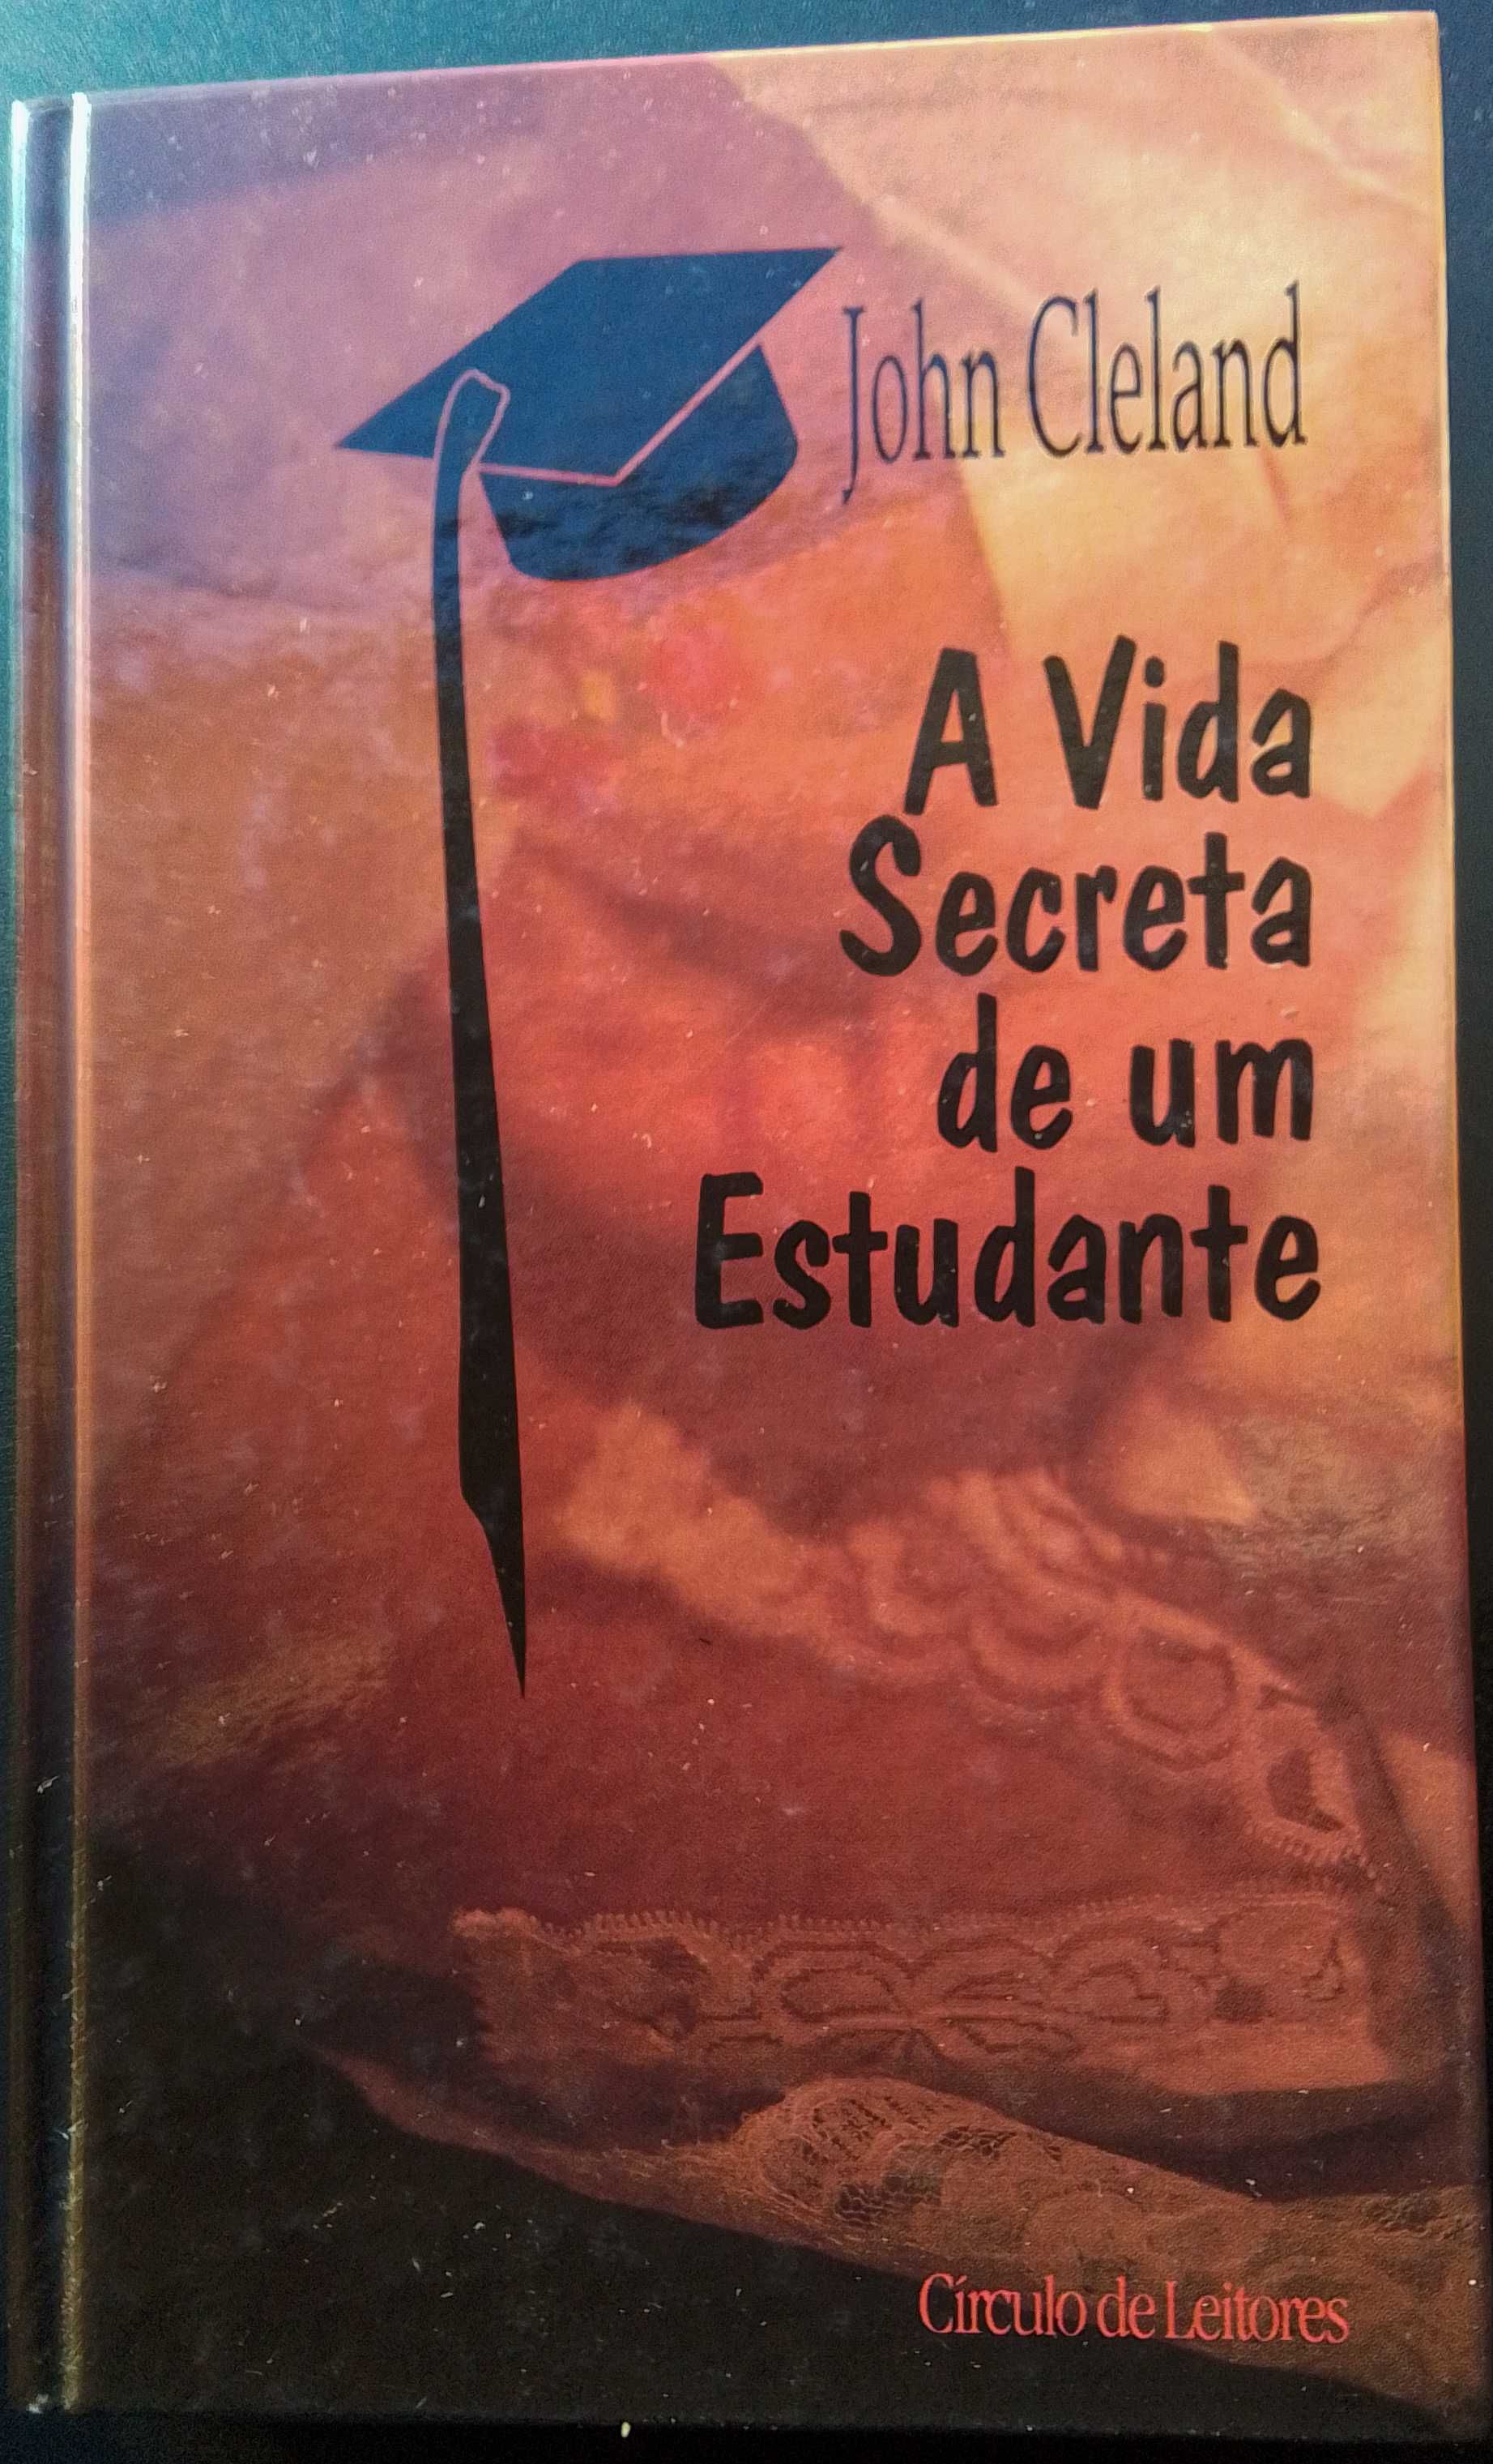 John Cleland
A Vida
Secreta
de um
Estudante
Círculo de Leitores